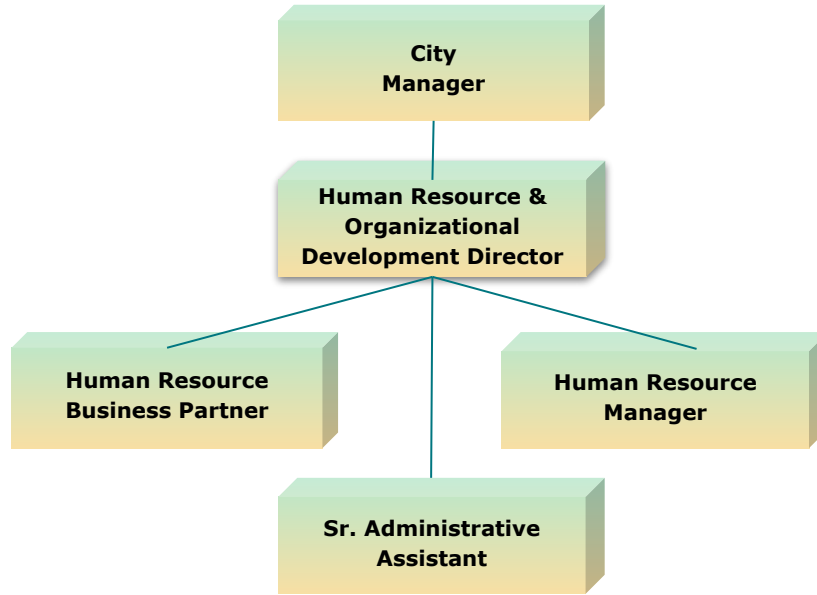 City
Manager
Human Resource &
Organizational
Development Director
Human Resource
Business Partner
Human Resource
Manager
Sr. Administrative
Assistant